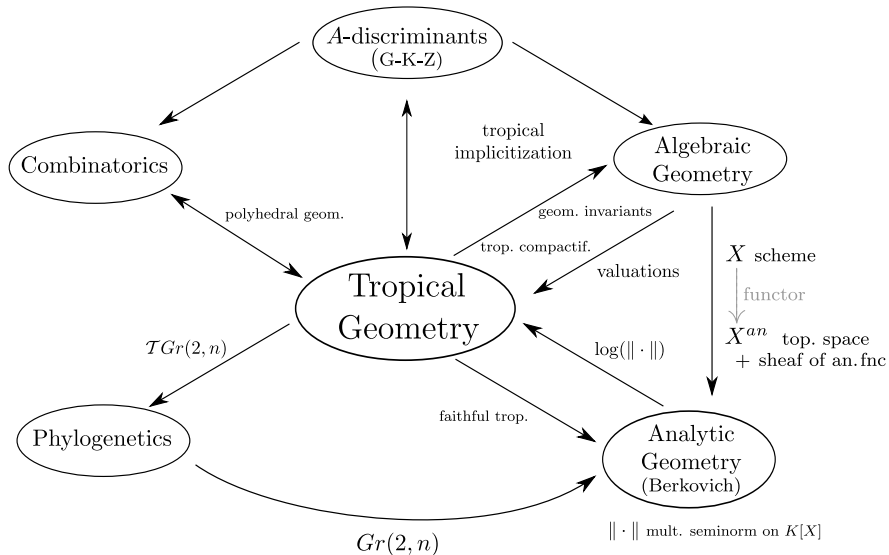 A-discriminants
(G-K-Z)
tropical
implicitization
Algebraic
Geometry
Combinatorics
polyhedral geom.
geom. invariants
trop. compactif.
valuations
X scheme
functor
X^{an} top. space
+ sheaf of an. fnc
Tropical
Geometry
𝒯Gr(2, n)
log(‖ · ‖)
faithful trop.
Phylogenetics
Analytic
Geometry
(Berkovich)
Gr(2, n)
‖ · ‖ mult. seminorm on K[X]